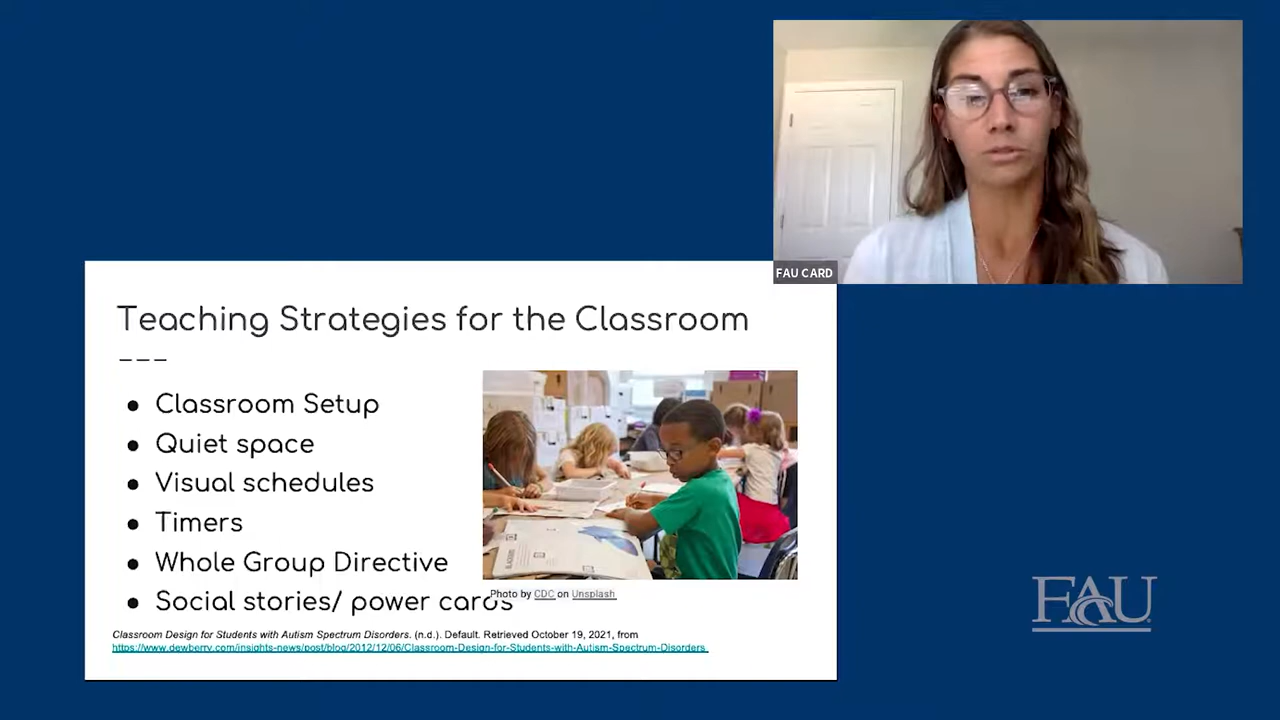 FAU CARD
Teaching Strategies for the Classroom
● Classroom Setup
● Quiet space
● Visual schedules
● Timers
● Whole Group Directive
● Social stories/ power cards
Photo by CDC on Unsplash
Classroom Design for Students with Autism Spectrum Disorders. (n.d.). Default. Retrieved October 19, 2021, from
https://www.dewberry.com/insights-news/post/blog/2012/12/06/Classroom-Design-for-Students-with-Autism-Spectrum-Disorders
FAU